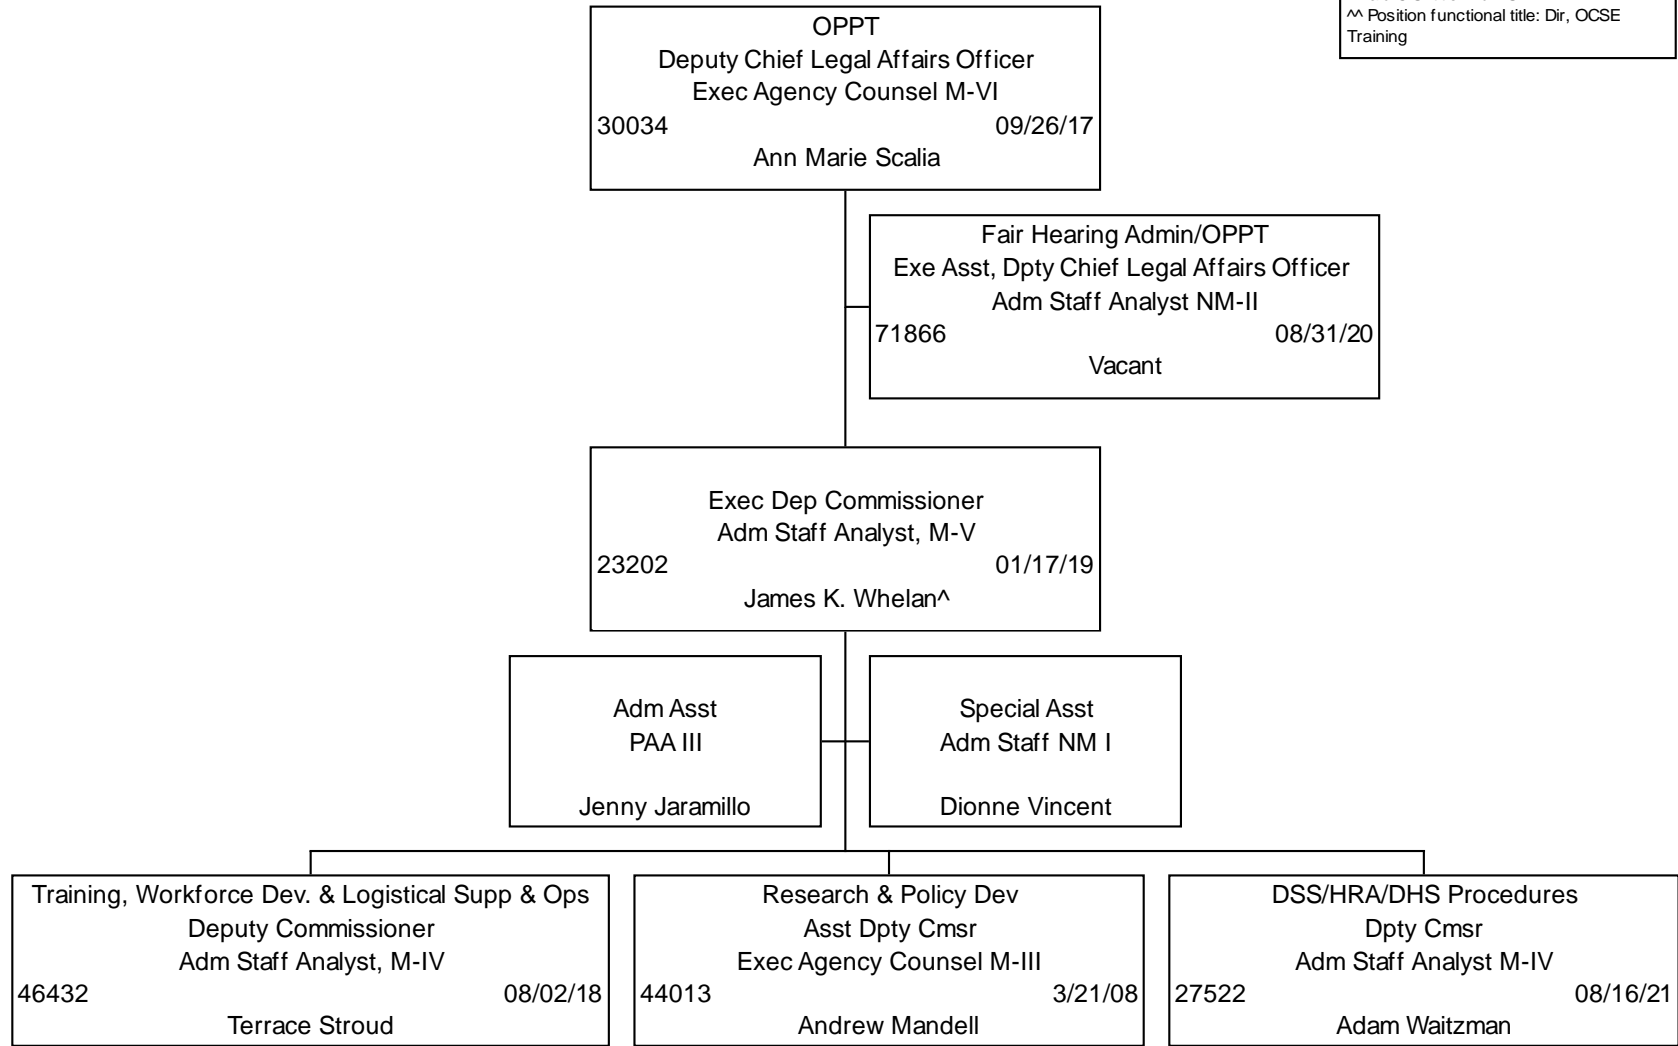 ^^ Position functional title: Dir, OCSE
Training
OPPT
Deputy Chief Legal Affairs Officer
Exec Agency Counsel M-VI
30034 09/26/17
Ann Marie Scalia
Fair Hearing Admin/OPPT
Exe Asst, Dpty Chief Legal Affairs Officer
Adm Staff Analyst NM-II
71866 08/31/20
Vacant
Exec Dep Commissioner
Adm Staff Analyst, M-V
23202 01/17/19
James K. Whelan^
Adm Asst
PAA III
Jenny Jaramillo
Special Asst
Adm Staff NM I
Dionne Vincent
Training, Workforce Dev. & Logistical Supp & Ops
Deputy Commissioner
Adm Staff Analyst, M-IV
46432 08/02/18
Terrace Stroud
Research & Policy Dev
Asst Dpty Cmsr
Exec Agency Counsel M-III
44013 3/21/08
Andrew Mandell
DSS/HRA/DHS Procedures
Dpty Cmsr
Adm Staff Analyst M-IV
27522 08/16/21
Adam Waitzman